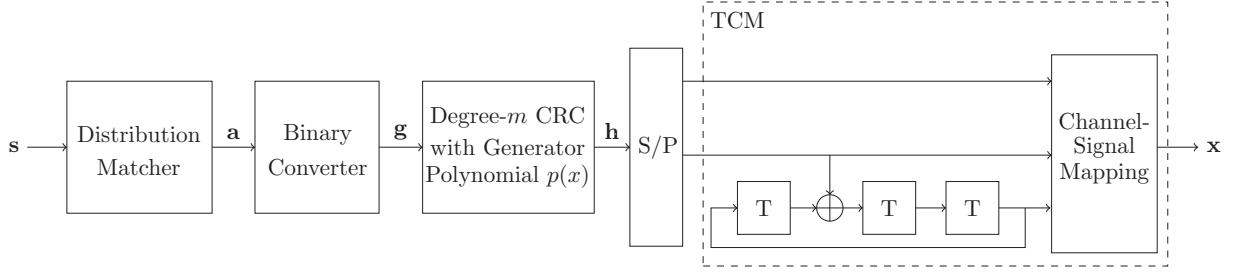 TCM
s
Distribution
Matcher
a
Binary
Converter
g
Degree-m CRC
with Generator
Polynomial p(x)
h
S/P
T
T
T
Channel-
Signal
Mapping
x